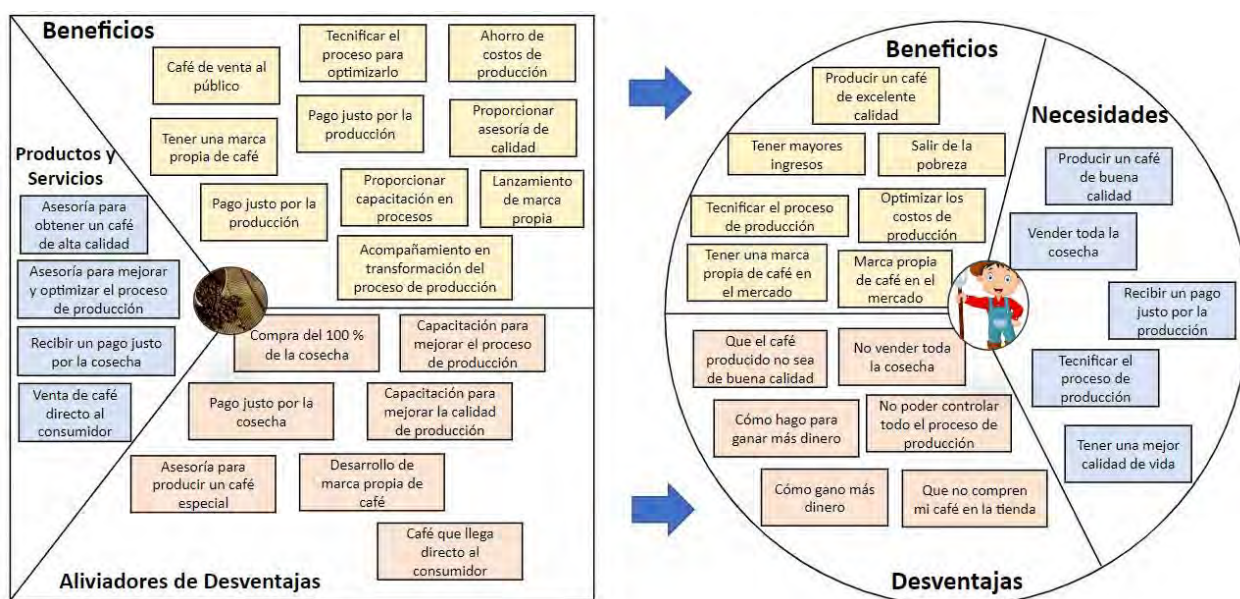 Beneficios
Café de venta al
público
Tecnificar el
proceso para
optimizarlo
Ahorro de
costos de
producción
Tener una marca
propia de café
Pago justo por la
producción
Proporcionar
asesoría de
calidad
Pago justo por la
producción
Proporcionar
capacitación en
procesos
Lanzamiento
de marca
propia
Acompañamiento en
transformación del
proceso de producción
Productos y
Servicios
Asesoría para
obtener un café
de alta calidad
Asesoría para mejorar
y optimizar el proceso
de producción
Recibir un pago justo
por la cosecha
Venta de café
directo al
consumidor
Compra del 100 %
de la cosecha
Capacitación para
mejorar el proceso
de producción
Pago justo por la
cosecha
Capacitación para
mejorar la calidad
de producción
Asesoría para
producir un café
especial
Desarrollo de
marca propia de
café
Café que llega
directo al
consumidor
Aliviadores de Desventajas
Beneficios
Producir un café
de excelente
calidad
Tener mayores
ingresos
Salir de la
pobreza
Tecnificar el proceso
de producción
Optimizar los
costos de
producción
Tener una marca
propia de café en
el mercado
Marca propia
de café en el
mercado
Necesidades
Producir un café
de buena
calidad
Vender toda la
cosecha
Recibir un pago
justo por la
producción
Tecnificar el
proceso de
producción
Tener una mejor
calidad de vida
Que el café
producido no sea
de buena calidad
No vender toda
la cosecha
Cómo hago para
ganar más dinero
No poder controlar
todo el proceso de
producción
Cómo gano más
dinero
Que no compren
mi café en la tienda
Desventajas